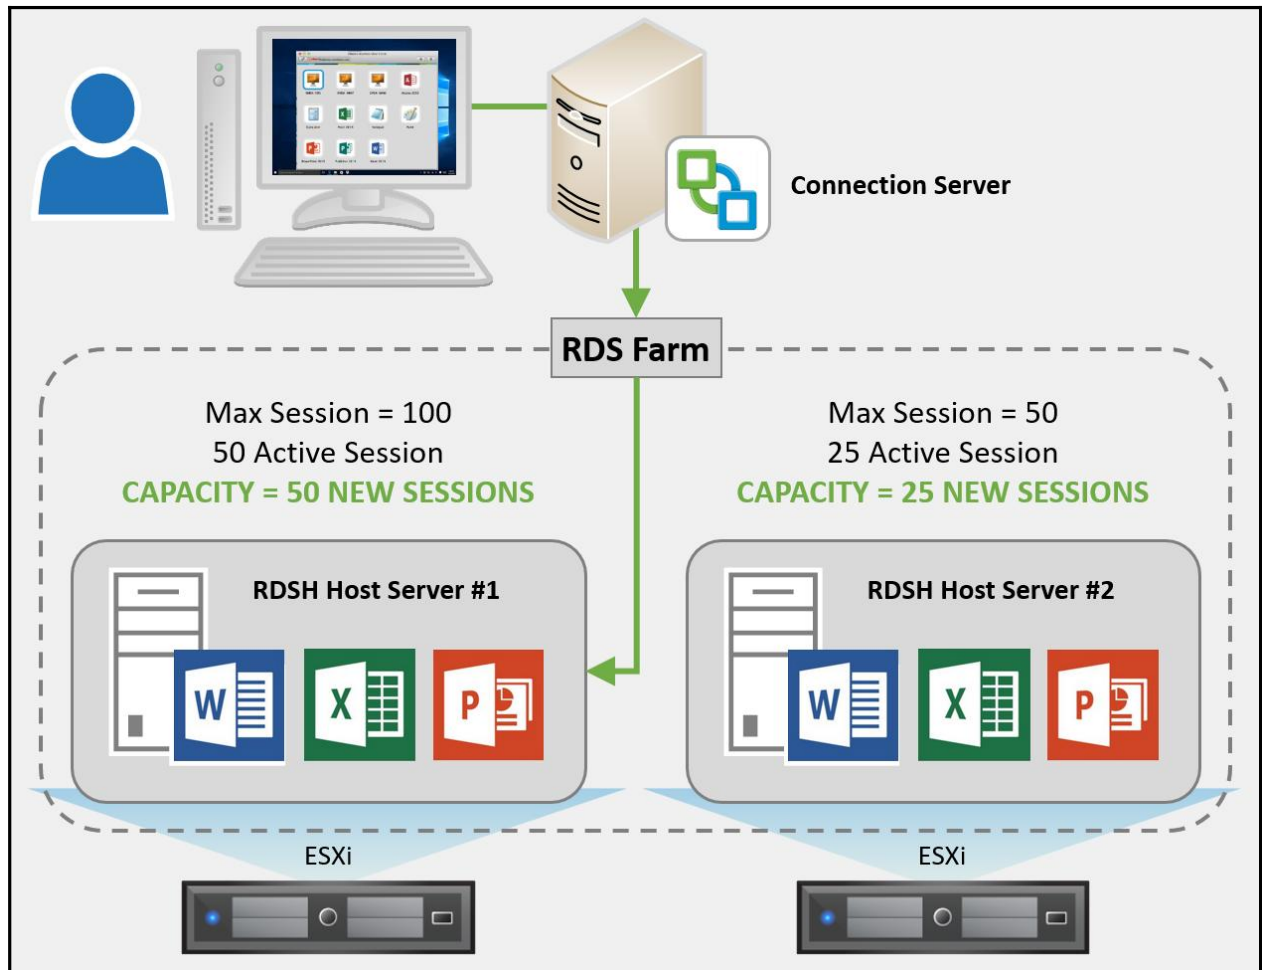 Connection Server
RDS Farm
Max Session = 100
50 Active Session
CAPACITY = 50 NEW SESSIONS
Max Session = 50
25 Active Session
CAPACITY = 25 NEW SESSIONS
RDSH Host Server #1
W
X
P
RDSH Host Server #2
W
X
P
ESXi
ESXi